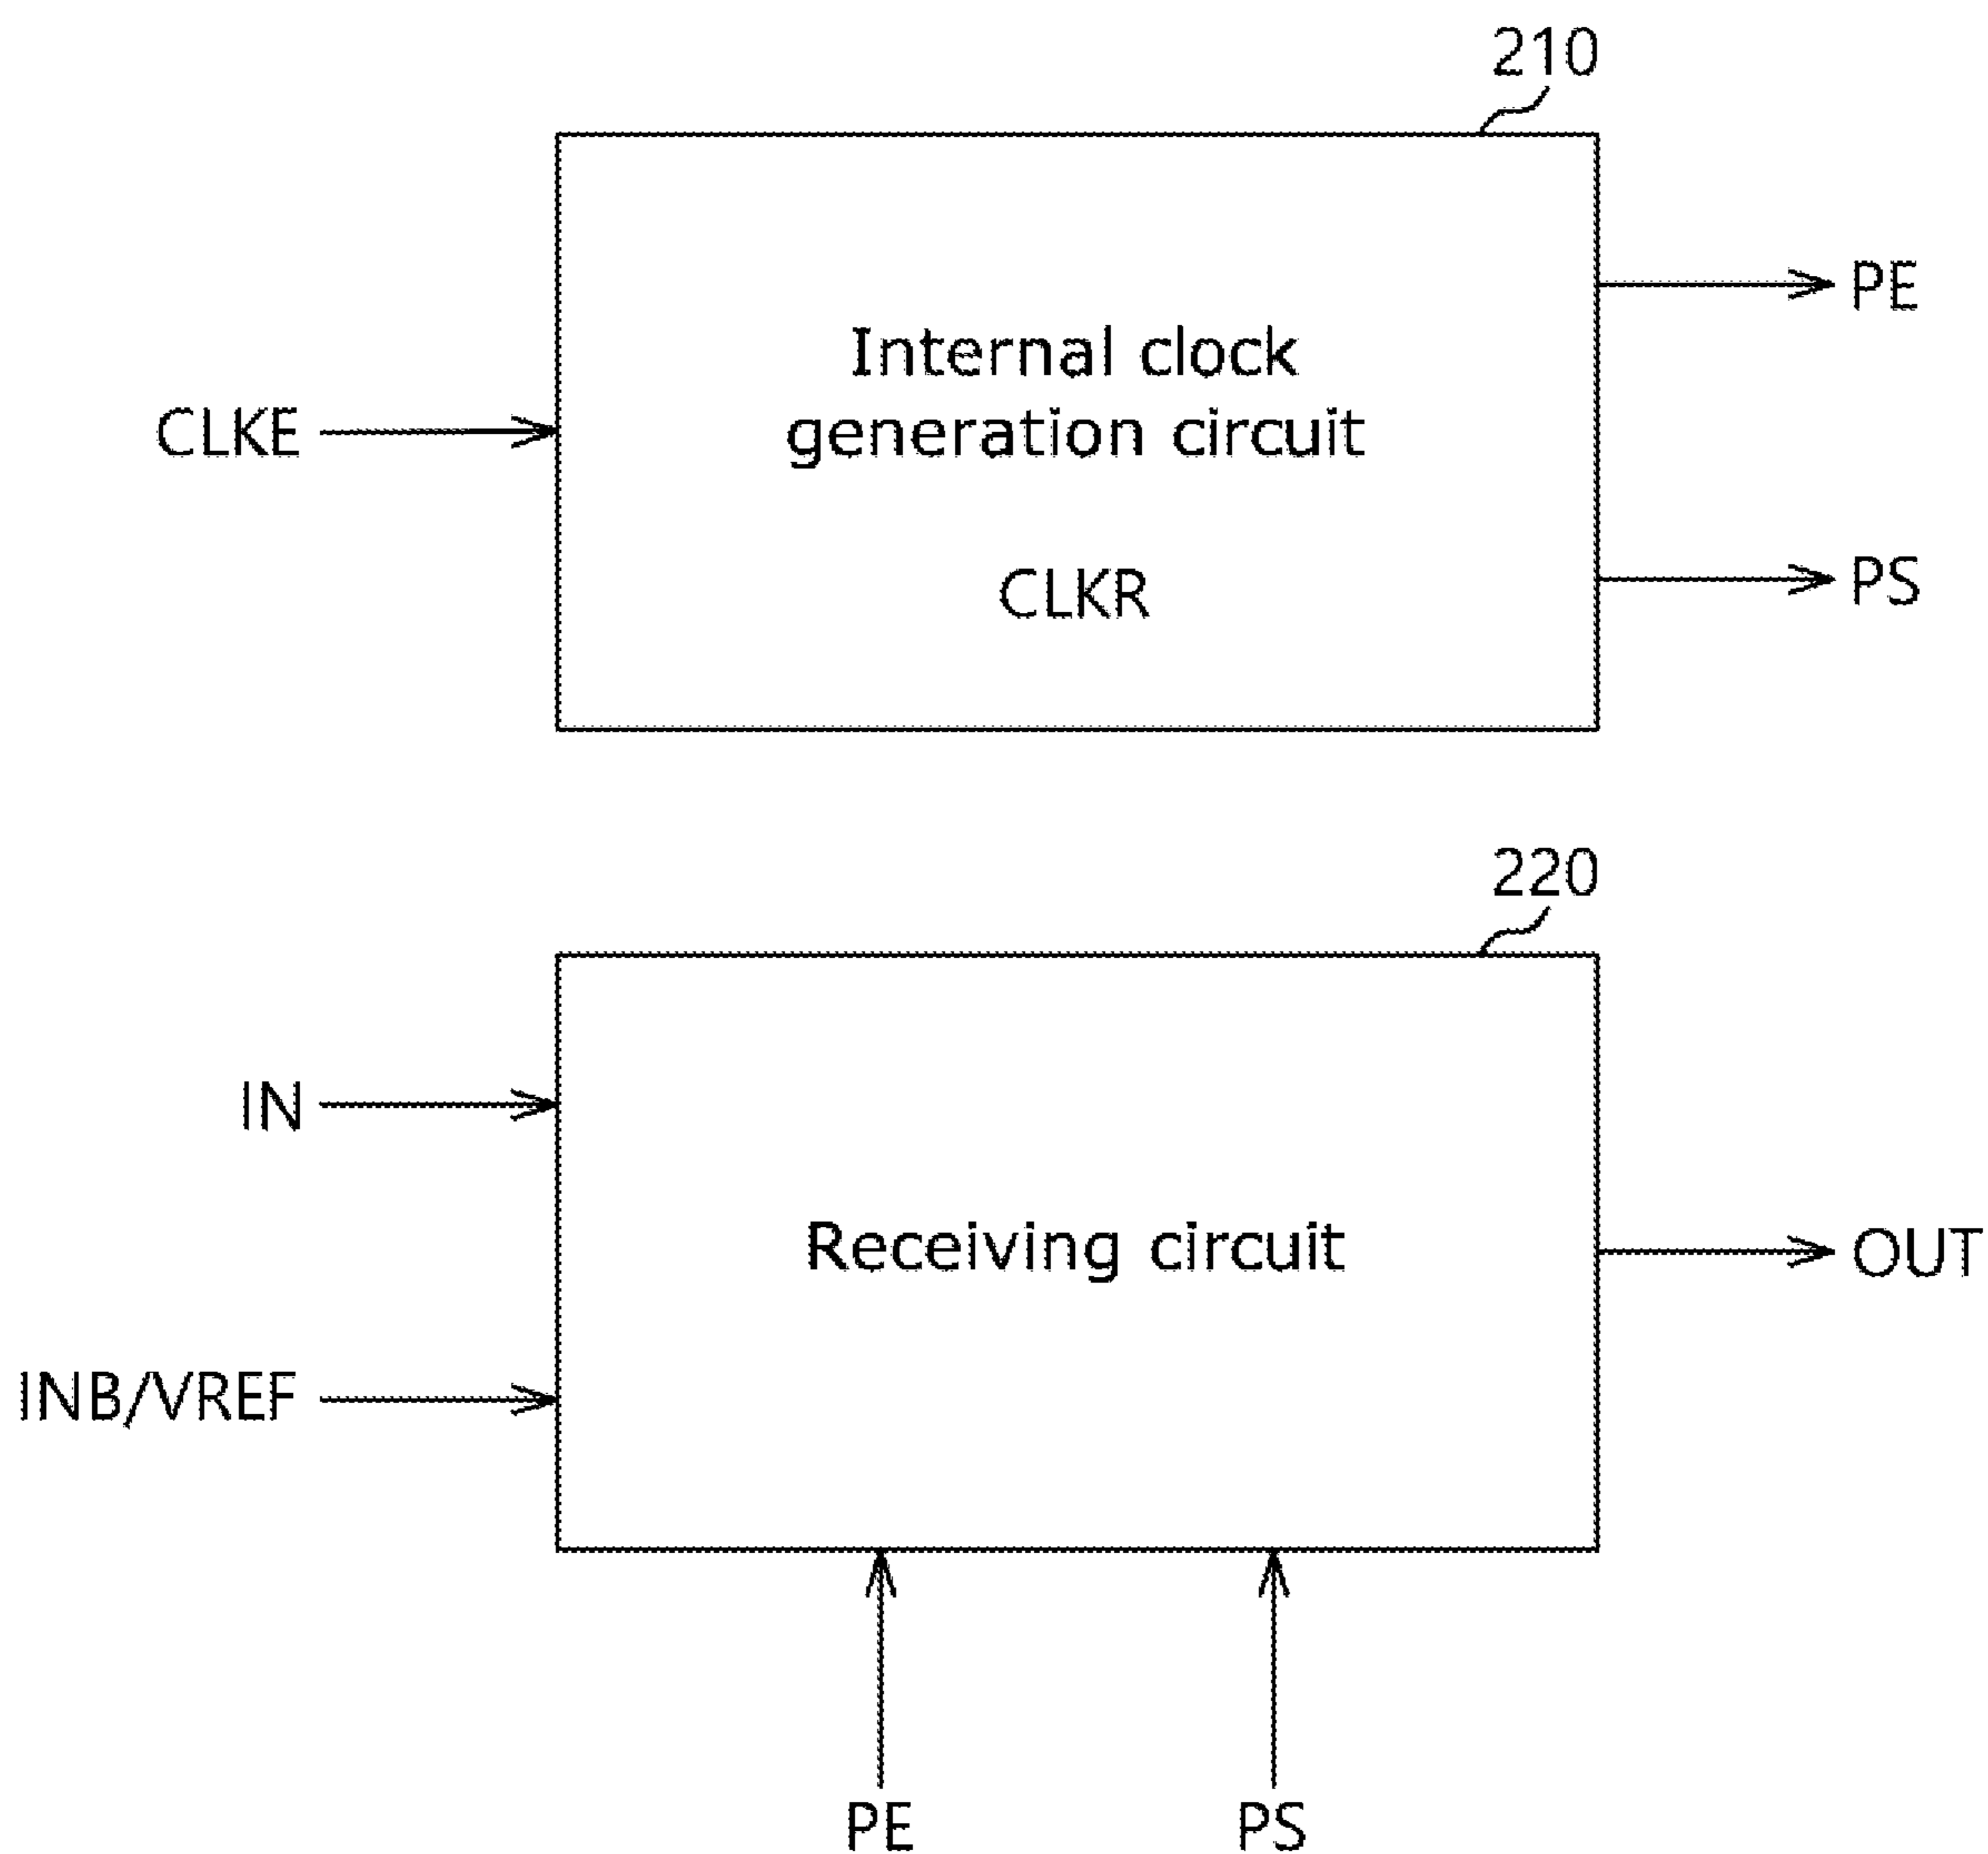 210
Internal clock
generation circuit
CLKR
CLKE
PE
PS
220
IN
INB/VREF
Receiving circuit
OUT
PE
PS